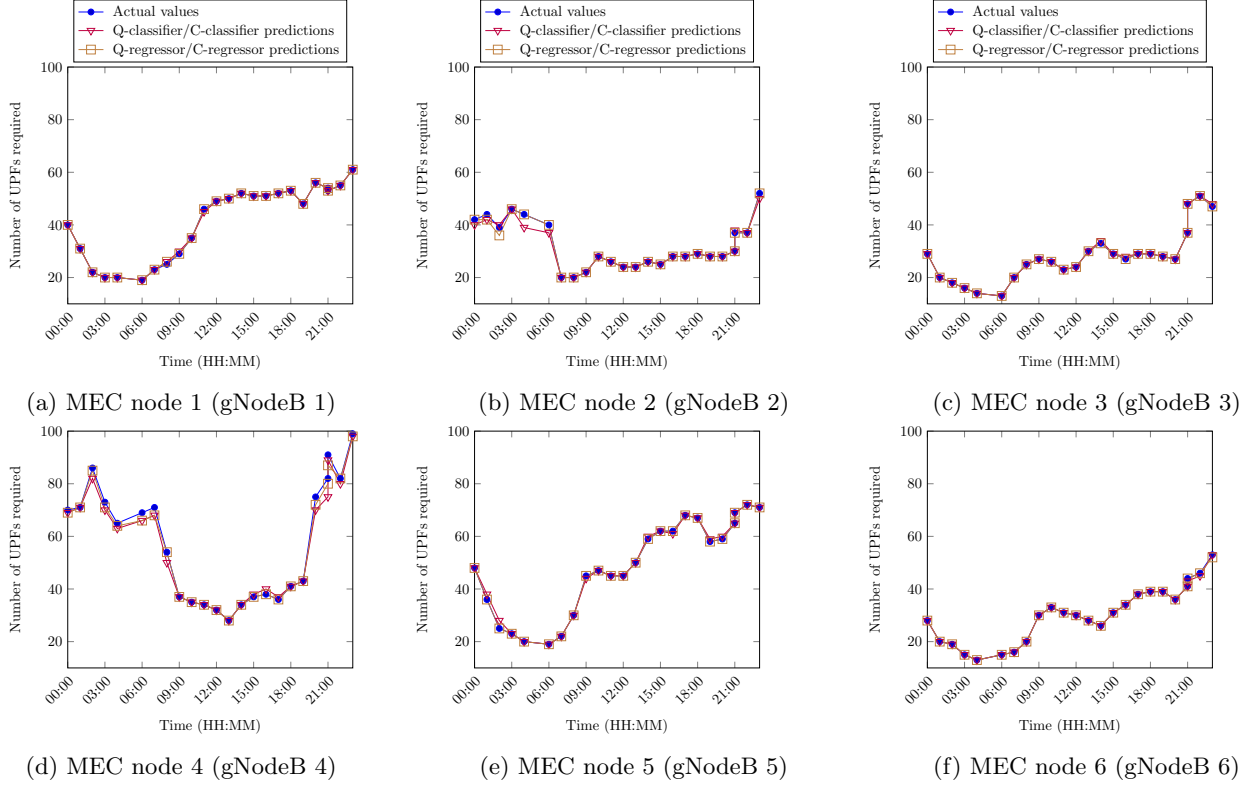 Actual values
Q-classifier/C-classifier predictions
Q-regressor/C-regressor predictions
100
80
60
40
20
Number of UPFs required
00:00 03:00 06:00 09:00 12:00 15:00 18:00 21:00
Time (HH:MM)
(a) MEC node 1 (gNodeB 1)
Actual values
Q-classifier/C-classifier predictions
Q-regressor/C-regressor predictions
100
80
60
40
20
Number of UPFs required
00:00 03:00 06:00 09:00 12:00 15:00 18:00 21:00
Time (HH:MM)
(b) MEC node 2 (gNodeB 2)
Actual values
Q-classifier/C-classifier predictions
Q-regressor/C-regressor predictions
100
80
60
40
20
Number of UPFs required
00:00 03:00 06:00 09:00 12:00 15:00 18:00 21:00
Time (HH:MM)
(c) MEC node 3 (gNodeB 3)
100
80
60
40
20
Number of UPFs required
00:00 03:00 06:00 09:00 12:00 15:00 18:00 21:00
Time (HH:MM)
(d) MEC node 4 (gNodeB 4)
100
80
60
40
20
Number of UPFs required
00:00 03:00 06:00 09:00 12:00 15:00 18:00 21:00
Time (HH:MM)
(e) MEC node 5 (gNodeB 5)
100
80
60
40
20
Number of UPFs required
00:00 03:00 06:00 09:00 12:00 15:00 18:00 21:00
Time (HH:MM)
(f) MEC node 6 (gNodeB 6)